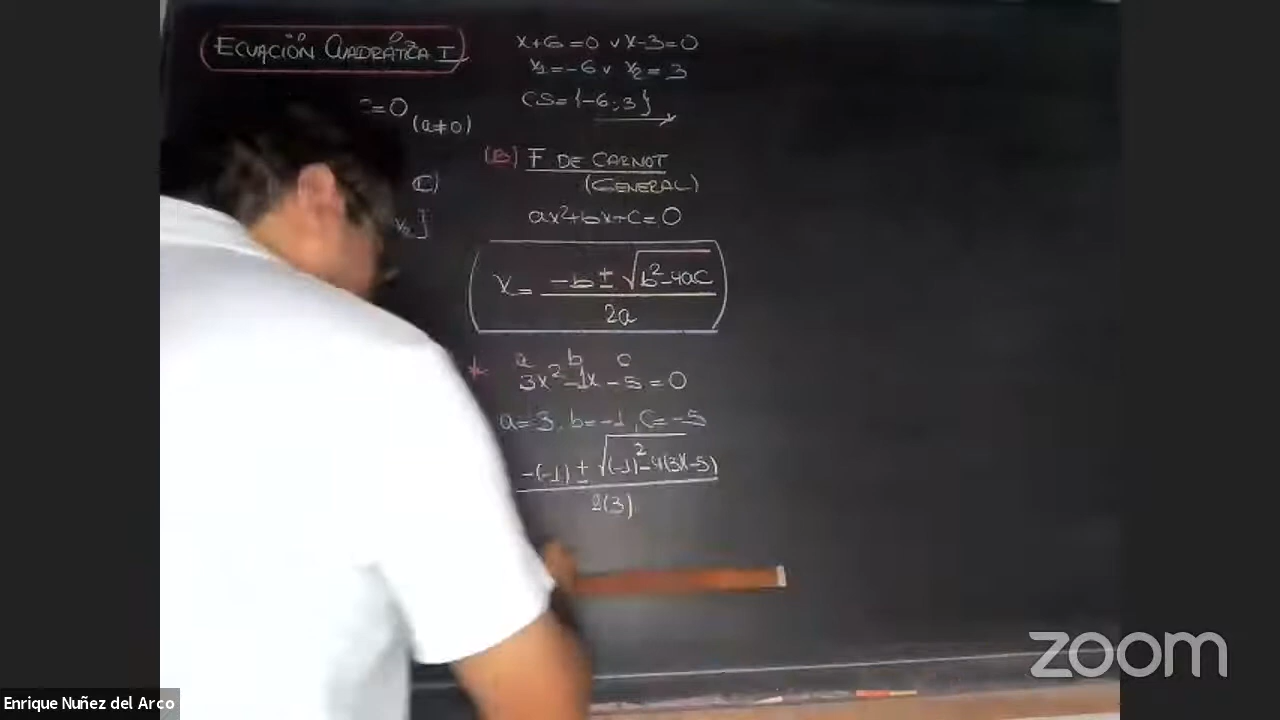 ECUACIÓN CUADRÁTICA I
=0 (a≠0)
C)
x₂}
x+6=0 v x-3=0
x₁=-6 v x₂=3
CS={-6;3}
(B) F DE CARNOT
(GENERAL)
ax²+bx+c=0
x = (-b ± √(b²-4ac)) / 2a
a b c
* 3x²-1x-5=0
a=3, b=-1, c=-5
(-(-1) ± √((-1)²-4(3)(-5))) / 2(3)
zoom
Enrique Nuñez del Arco